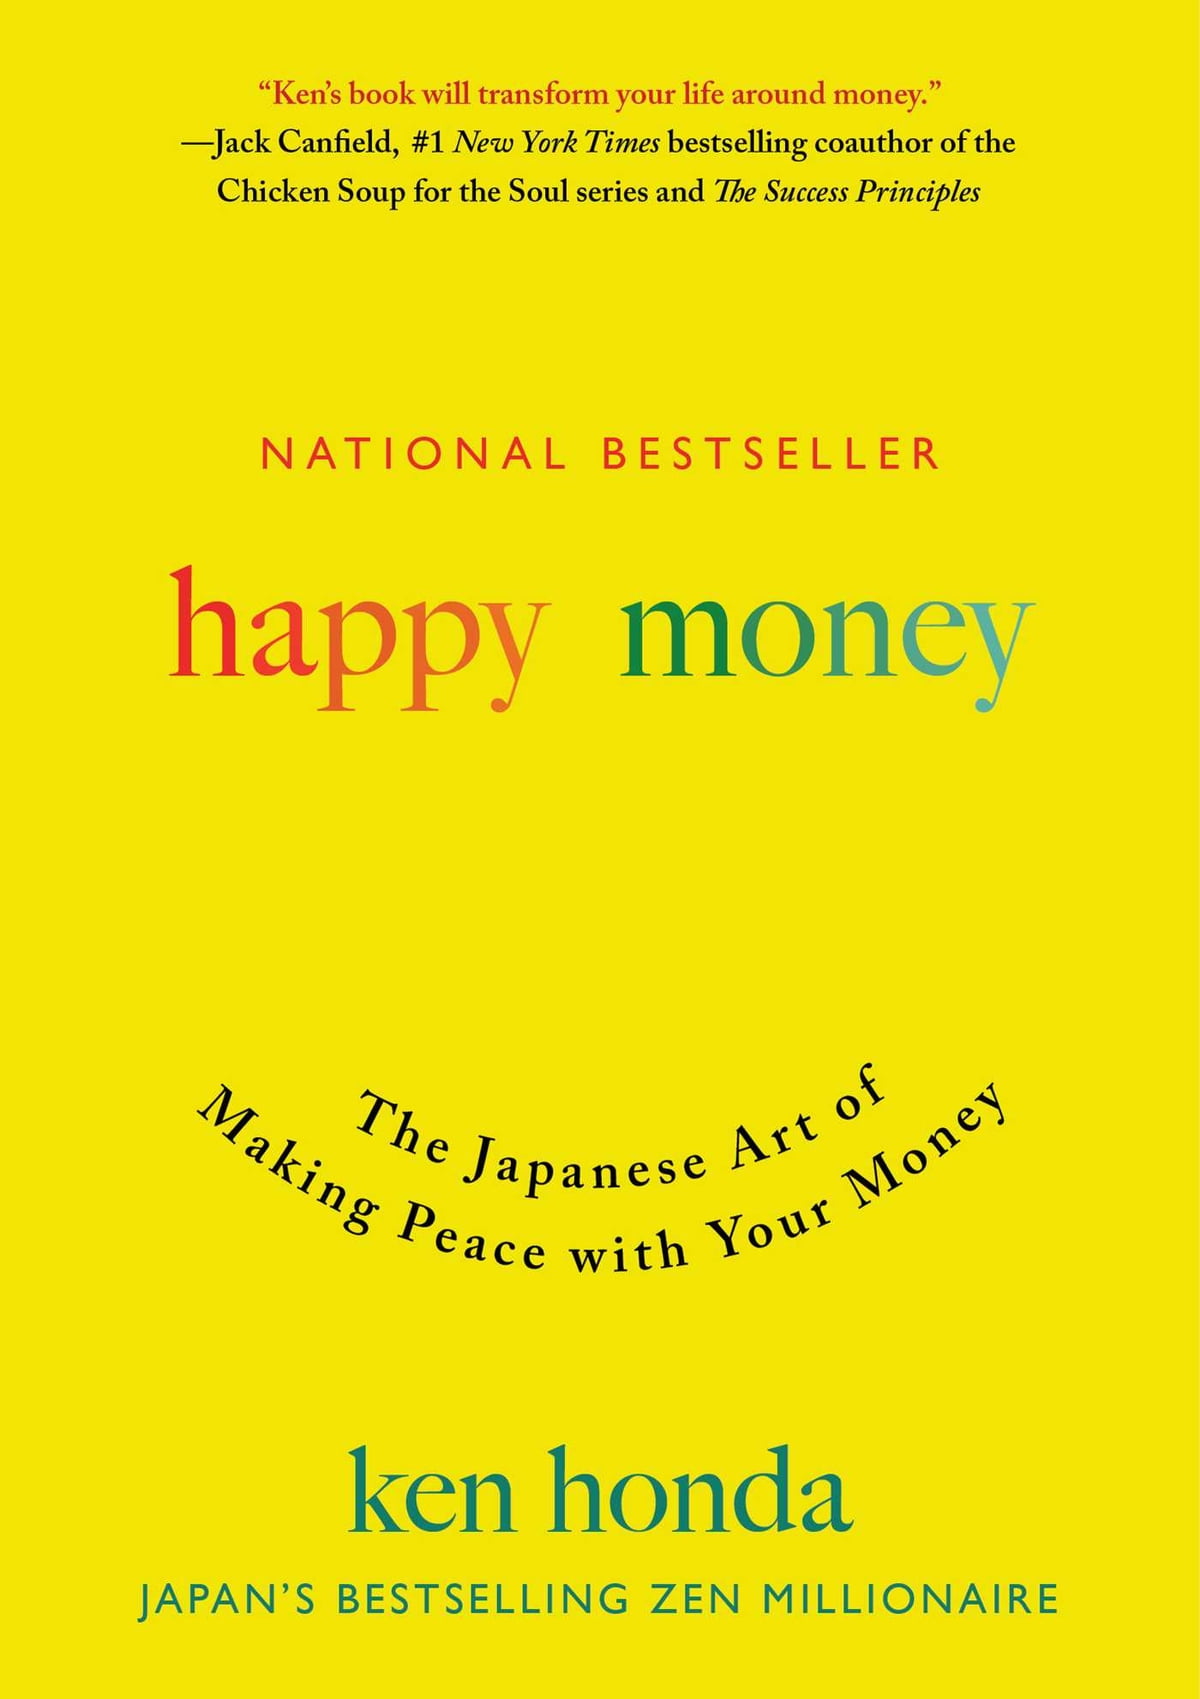 “Ken’s book will transform your life around money.”
—Jack Canfield, #1 New York Times bestselling coauthor of the
Chicken Soup for the Soul series and The Success Principles
NATIONAL BESTSELLER
happy money
The Japanese Art of
Making Peace with Your Money
ken honda
JAPAN’S BESTSELLING ZEN MILLIONAIRE